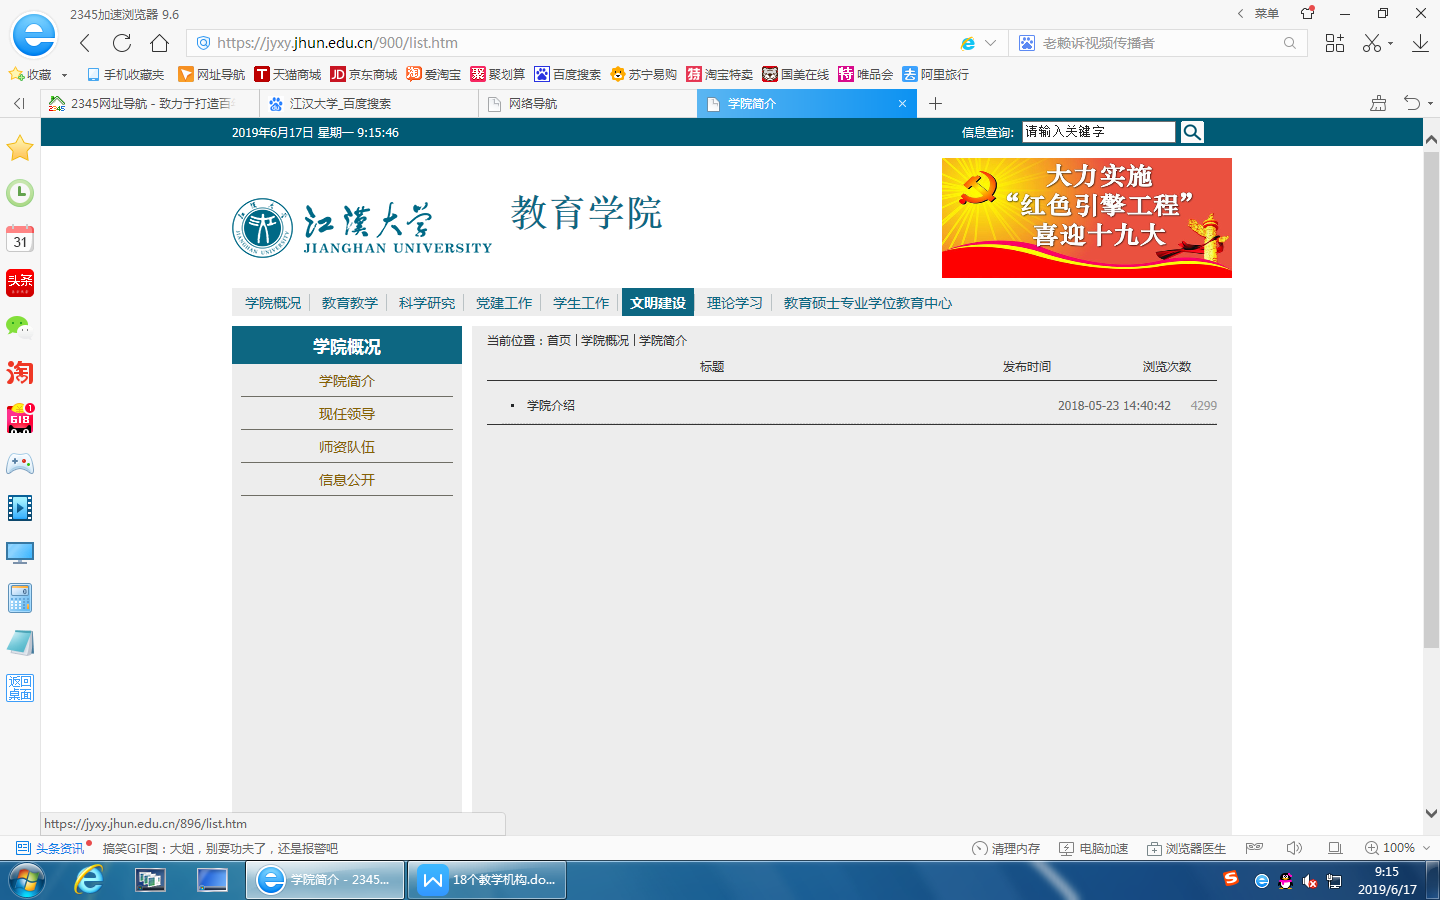 2345加速浏览器 9.6
菜单
https://jyxy.jhun.edu.cn/900/list.htm
老赖诉视频传播者
收藏 手机收藏夹 网址导航 天猫商城 京东商城 爱淘宝 聚划算 百度搜索 苏宁易购 淘宝特卖 国美在线 唯品会 阿里旅行
2345网址导航 - 致力于打造百 江汉大学_百度搜索 网络导航 学院简介
2019年6月17日 星期一 9:15:46
信息查询: 请输入关键字
江漢大学
JIANGHAN UNIVERSITY
教育学院
大力实施
“红色引擎工程”
喜迎十九大
学院概况 教育教学 科学研究 党建工作 学生工作 文明建设 理论学习 教育硕士专业学位教育中心
学院概况
学院简介
现任领导
师资队伍
信息公开
当前位置：首页 | 学院概况 | 学院简介
标题 发布时间 浏览次数
学院介绍 2018-05-23 14:40:42 4299
31
头条
淘
618
1
返回
桌面
https://jyxy.jhun.edu.cn/896/list.htm
头条资讯 搞笑GIF图：大姐，别耍功夫了，还是报警吧
清理内存 电脑加速 浏览器医生 100%
学院简介 - 2345... 18个教学机构.do...
9:15
2019/6/17